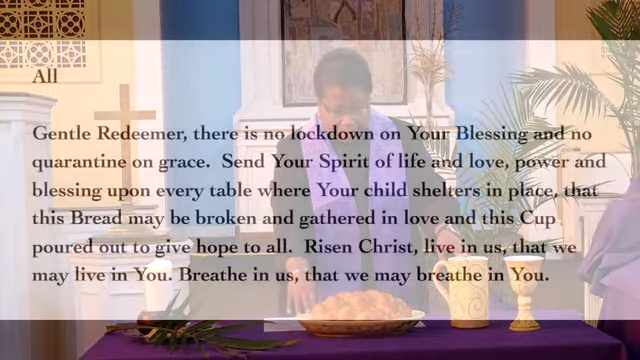 All
Gentle Redeemer, there is no lockdown on Your Blessing and no
quarantine on grace. Send Your Spirit of life and love, power and
blessing upon every table where Your child shelters in place, that
this Bread may be broken and gathered in love and this Cup
poured out to give hope to all. Risen Christ, live in us, that we
may live in You. Breathe in us, that we may breathe in You.